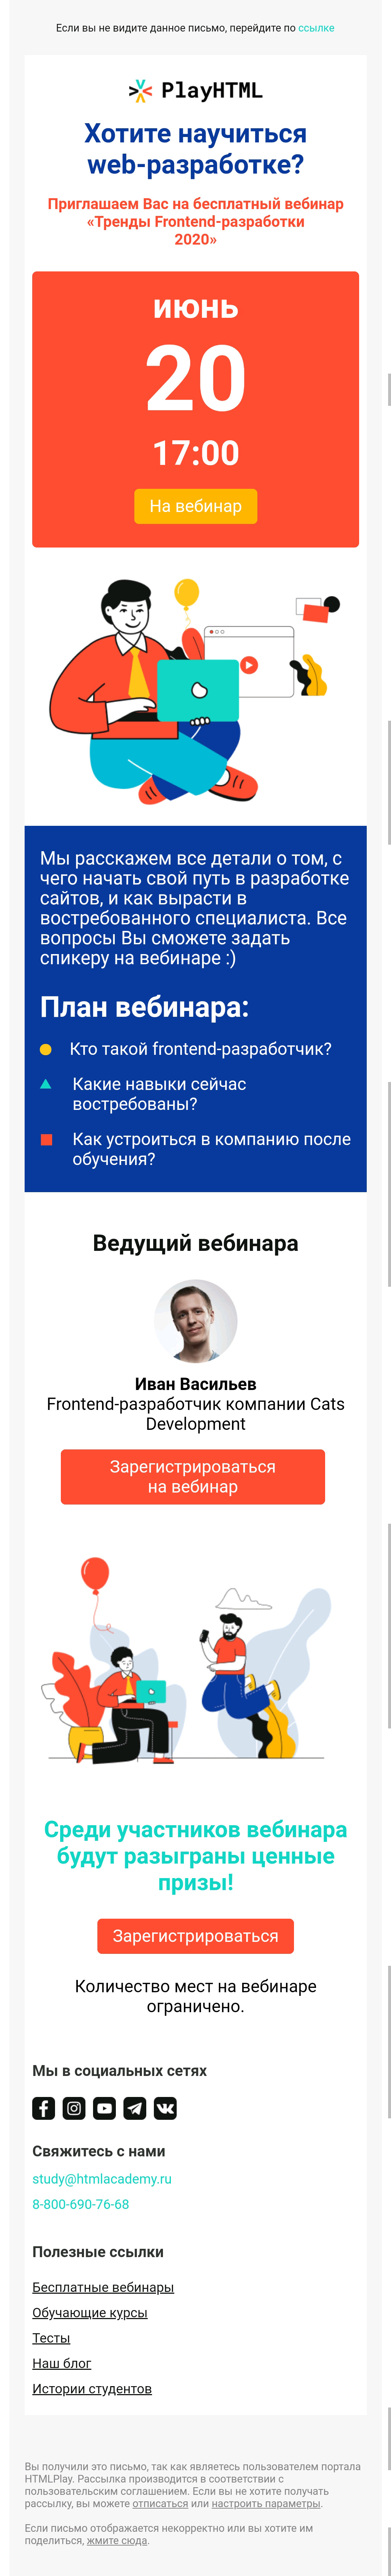 Если вы не видите данное письмо, перейдите по ссылке
PlayHTML
Хотите научиться
web-разработке?
Приглашаем Вас на бесплатный вебинар
«Тренды Frontend-разработки
2020»
июнь
20
17:00
На вебинар
Мы расскажем все детали о том, с
чего начать свой путь в разработке
сайтов, и как вырасти в
востребованного специалиста. Все
вопросы Вы сможете задать
спикеру на вебинаре :)
План вебинара:
Кто такой frontend-разработчик?
Какие навыки сейчас
востребованы?
Как устроиться в компанию после
обучения?
Ведущий вебинара
Иван Васильев
Frontend-разработчик компании Cats
Development
Зарегистрироваться
на вебинар
Среди участников вебинара
будут разыграны ценные
призы!
Зарегистрироваться
Количество мест на вебинаре
ограничено.
Мы в социальных сетях
Свяжитесь с нами
study@htmlacademy.ru
8-800-690-76-68
Полезные ссылки
Бесплатные вебинары
Обучающие курсы
Тесты
Наш блог
Истории студентов
Вы получили это письмо, так как являетесь пользователем портала
HTMLPlay. Рассылка производится в соответствии с
пользовательским соглашением. Если вы не хотите получать
рассылку, вы можете отписаться или настроить параметры.
Если письмо отображается некорректно или вы хотите им
поделиться, жмите сюда.